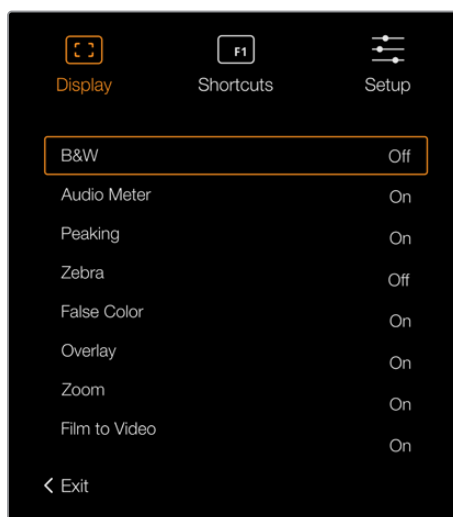 F1
Display Shortcuts Setup
B&W Off
Audio Meter On
Peaking On
Zebra Off
False Color On
Overlay On
Zoom On
Film to Video On
Exit